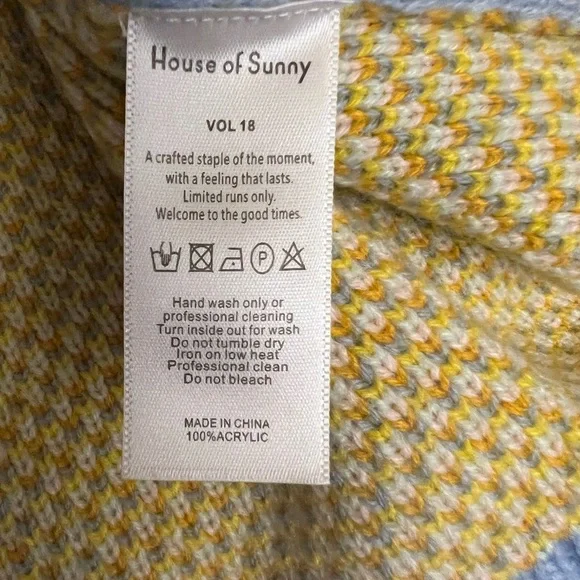 House of Sunny
VOL 18
A crafted staple of the moment,
with a feeling that lasts.
Limited runs only.
Welcome to the good times.
P
Hand wash only or
professional cleaning
Turn inside out for wash
Do not tumble dry
Iron on low heat
Professional clean
Do not bleach
MADE IN CHINA
100%ACRYLIC